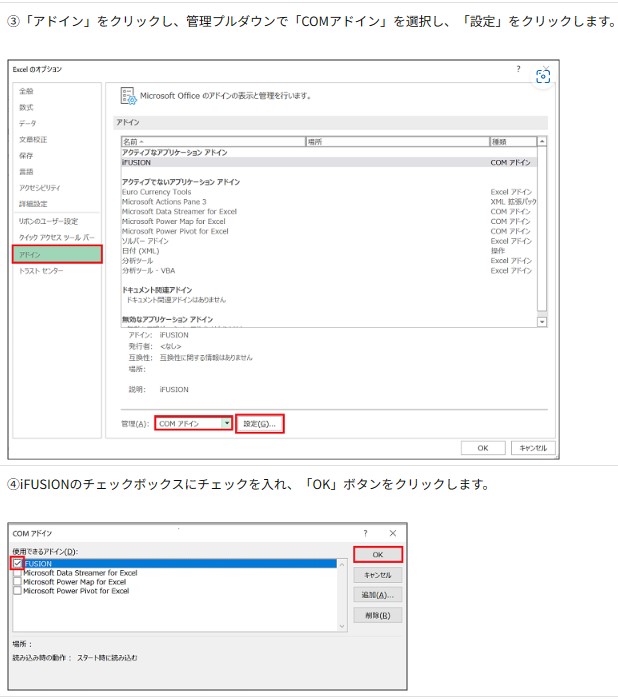 ③「アドイン」をクリックし、管理プルダウンで「COMアドイン」を選択し、「設定」をクリックします。
Excel のオプション
?
全般
数式
データ
文章校正
保存
言語
アクセシビリティ
詳細設定
リボンのユーザー設定
クイック アクセス ツール バー
アドイン
トラスト センター
Microsoft Office のアドインの表示と管理を行います。
アドイン
名前 場所 種類
アクティブなアプリケーション アドイン
iFUSION COM アドイン
アクティブでないアプリケーション アドイン
Euro Currency Tools Excel アドイン
Microsoft Actions Pane 3 XML 拡張パック
Microsoft Data Streamer for Excel COM アドイン
Microsoft Power Map for Excel COM アドイン
Microsoft Power Pivot for Excel COM アドイン
ソルバー アドイン Excel アドイン
日付 (XML) 操作
分析ツール Excel アドイン
分析ツール - VBA Excel アドイン
ドキュメント関連アドイン
ドキュメント関連アドインはありません
無効なアプリケーション アドイン
アドイン: iFUSION
発行者: <なし>
互換性: 互換性に関する情報はありません
場所:
説明: iFUSION
管理(A): COM アドイン 設定(G)...
OK キャンセル
④iFUSIONのチェックボックスにチェックを入れ、「OK」ボタンをクリックします。
COM アドイン ? ×
使用できるアドイン(D):
FUSION
Microsoft Data Streamer for Excel
Microsoft Power Map for Excel
Microsoft Power Pivot for Excel
OK
キャンセル
追加(A)...
削除(R)
場所 :
読み込み時の動作 : スタート時に読み込む